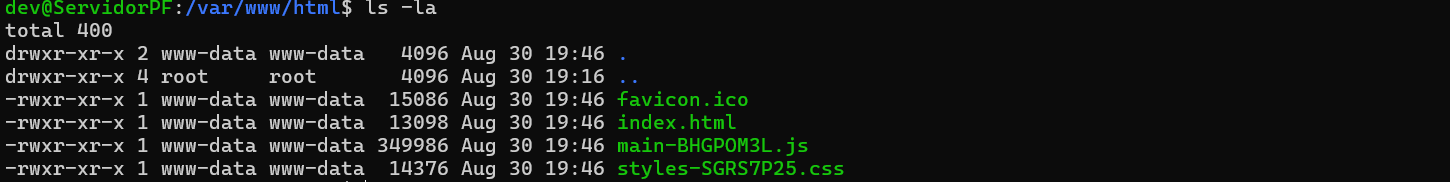 dev@ServidorPF:/var/www/html$ ls -la
total 400
drwxr-xr-x 2 www-data www-data   4096 Aug 30 19:46 .
drwxr-xr-x 4 root     root       4096 Aug 30 19:16 ..
-rwxr-xr-x 1 www-data www-data  15086 Aug 30 19:46 favicon.ico
-rwxr-xr-x 1 www-data www-data  13098 Aug 30 19:46 index.html
-rwxr-xr-x 1 www-data www-data 349986 Aug 30 19:46 main-BHGPOM3L.js
-rwxr-xr-x 1 www-data www-data  14376 Aug 30 19:46 styles-SGRS7P25.css